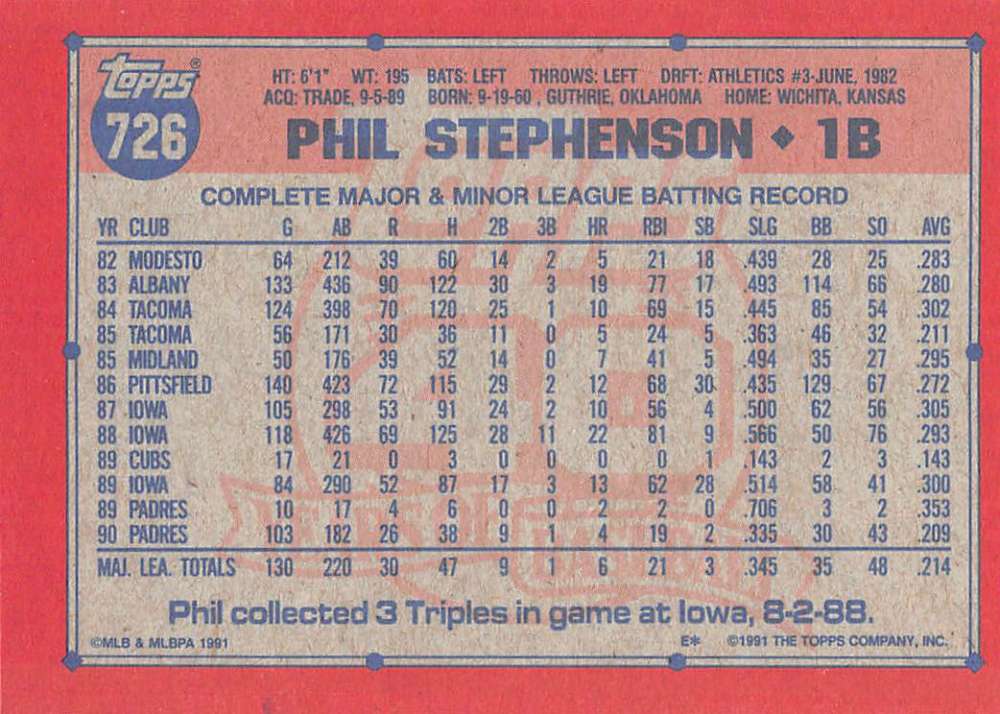 Topps®
726
HT: 6'1" WT: 195 BATS: LEFT THROWS: LEFT DRFT: ATHLETICS #3-JUNE, 1982
ACQ: TRADE, 9-5-89 BORN: 9-19-60 , GUTHRIE, OKLAHOMA HOME: WICHITA, KANSAS
PHIL STEPHENSON ♦ 1B
COMPLETE MAJOR & MINOR LEAGUE BATTING RECORD
YR CLUB G AB R H 2B 3B HR RBI SB SLG BB SO AVG
82 MODESTO 64 212 39 60 14 2 5 21 18 .439 28 25 .283
83 ALBANY 133 436 90 122 30 3 19 77 17 .493 114 66 .280
84 TACOMA 124 398 70 120 25 1 10 69 15 .445 85 54 .302
85 TACOMA 56 171 30 36 11 0 5 24 5 .363 46 32 .211
85 MIDLAND 50 176 39 52 14 0 7 41 5 .494 35 27 .295
86 PITTSFIELD 140 423 72 115 29 2 12 68 30 .435 129 67 .272
87 IOWA 105 298 53 91 24 2 10 56 4 .500 62 56 .305
88 IOWA 118 426 69 125 28 11 22 81 9 .566 50 76 .293
89 CUBS 17 21 0 3 0 0 0 0 1 .143 2 3 .143
89 IOWA 84 290 52 87 17 3 13 62 28 .514 58 41 .300
89 PADRES 10 17 4 6 0 0 2 2 0 .706 3 2 .353
90 PADRES 103 182 26 38 9 1 4 19 2 .335 30 43 .209
MAJ. LEA. TOTALS 130 220 30 47 9 1 6 21 3 .345 35 48 .214
Phil collected 3 Triples in game at Iowa, 8-2-88.
©MLB & MLBPA 1991 E* ©1991 THE TOPPS COMPANY, INC.